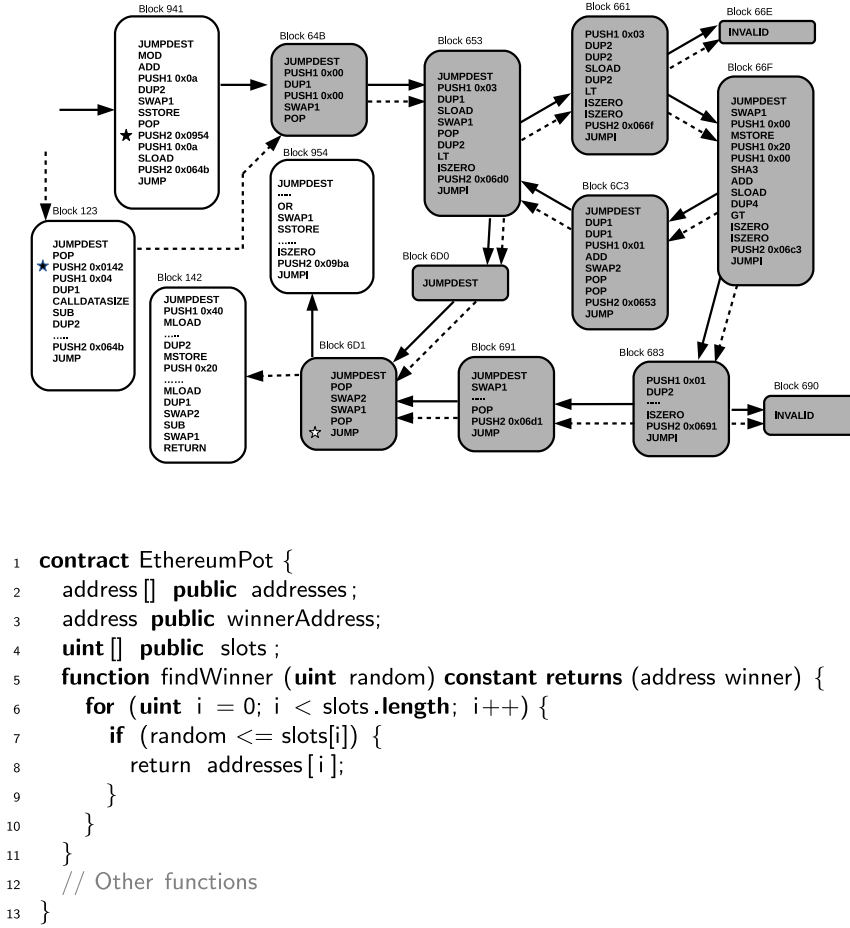 Block 941
JUMPDEST
MOD
ADD
PUSH1 0x0a
DUP2
SWAP1
SSTORE
POP
PUSH2 0x0954
PUSH1 0x0a
SLOAD
PUSH2 0x064b
JUMP
Block 64B
JUMPDEST
PUSH1 0x00
DUP1
PUSH1 0x00
SWAP1
POP
Block 653
JUMPDEST
PUSH1 0x03
DUP1
SLOAD
SWAP1
POP
DUP2
LT
ISZERO
PUSH2 0x06d0
JUMPI
Block 661
PUSH1 0x03
DUP2
DUP2
SLOAD
DUP2
LT
ISZERO
ISZERO
PUSH2 0x066f
JUMPI
Block 66E
INVALID
Block 66F
JUMPDEST
SWAP1
PUSH1 0x00
MSTORE
PUSH1 0x20
PUSH1 0x00
SHA3
ADD
SLOAD
DUP4
GT
ISZERO
ISZERO
PUSH2 0x06c3
JUMPI
Block 954
JUMPDEST
.....
OR
SWAP1
SSTORE
......
ISZERO
PUSH2 0x09ba
JUMPI
Block 6C3
JUMPDEST
DUP1
DUP1
PUSH1 0x01
ADD
SWAP2
POP
POP
PUSH2 0x0653
JUMP
Block 123
JUMPDEST
POP
PUSH2 0x0142
PUSH1 0x04
DUP1
CALLDATASIZE
SUB
DUP2
.....
PUSH2 0x064b
JUMP
Block 142
JUMPDEST
PUSH1 0x40
MLOAD
.....
DUP2
MSTORE
PUSH 0x20
......
MLOAD
DUP1
SWAP2
SUB
SWAP1
RETURN
Block 6D0
JUMPDEST
Block 6D1
JUMPDEST
POP
SWAP2
SWAP1
POP
JUMP
Block 691
JUMPDEST
SWAP1
.....
POP
PUSH2 0x06d1
JUMP
Block 683
PUSH1 0x01
DUP2
.....
ISZERO
PUSH2 0x0691
JUMPI
Block 690
INVALID
1 contract EthereumPot {
2 address[] public addresses;
3 address public winnerAddress;
4 uint[] public slots;
5 function findWinner (uint random) constant returns (address winner) {
6 for (uint i = 0; i < slots.length; i++) {
7 if (random <= slots[i]) {
8 return addresses[i];
9 }
10 }
11 }
12 // Other functions
13 }